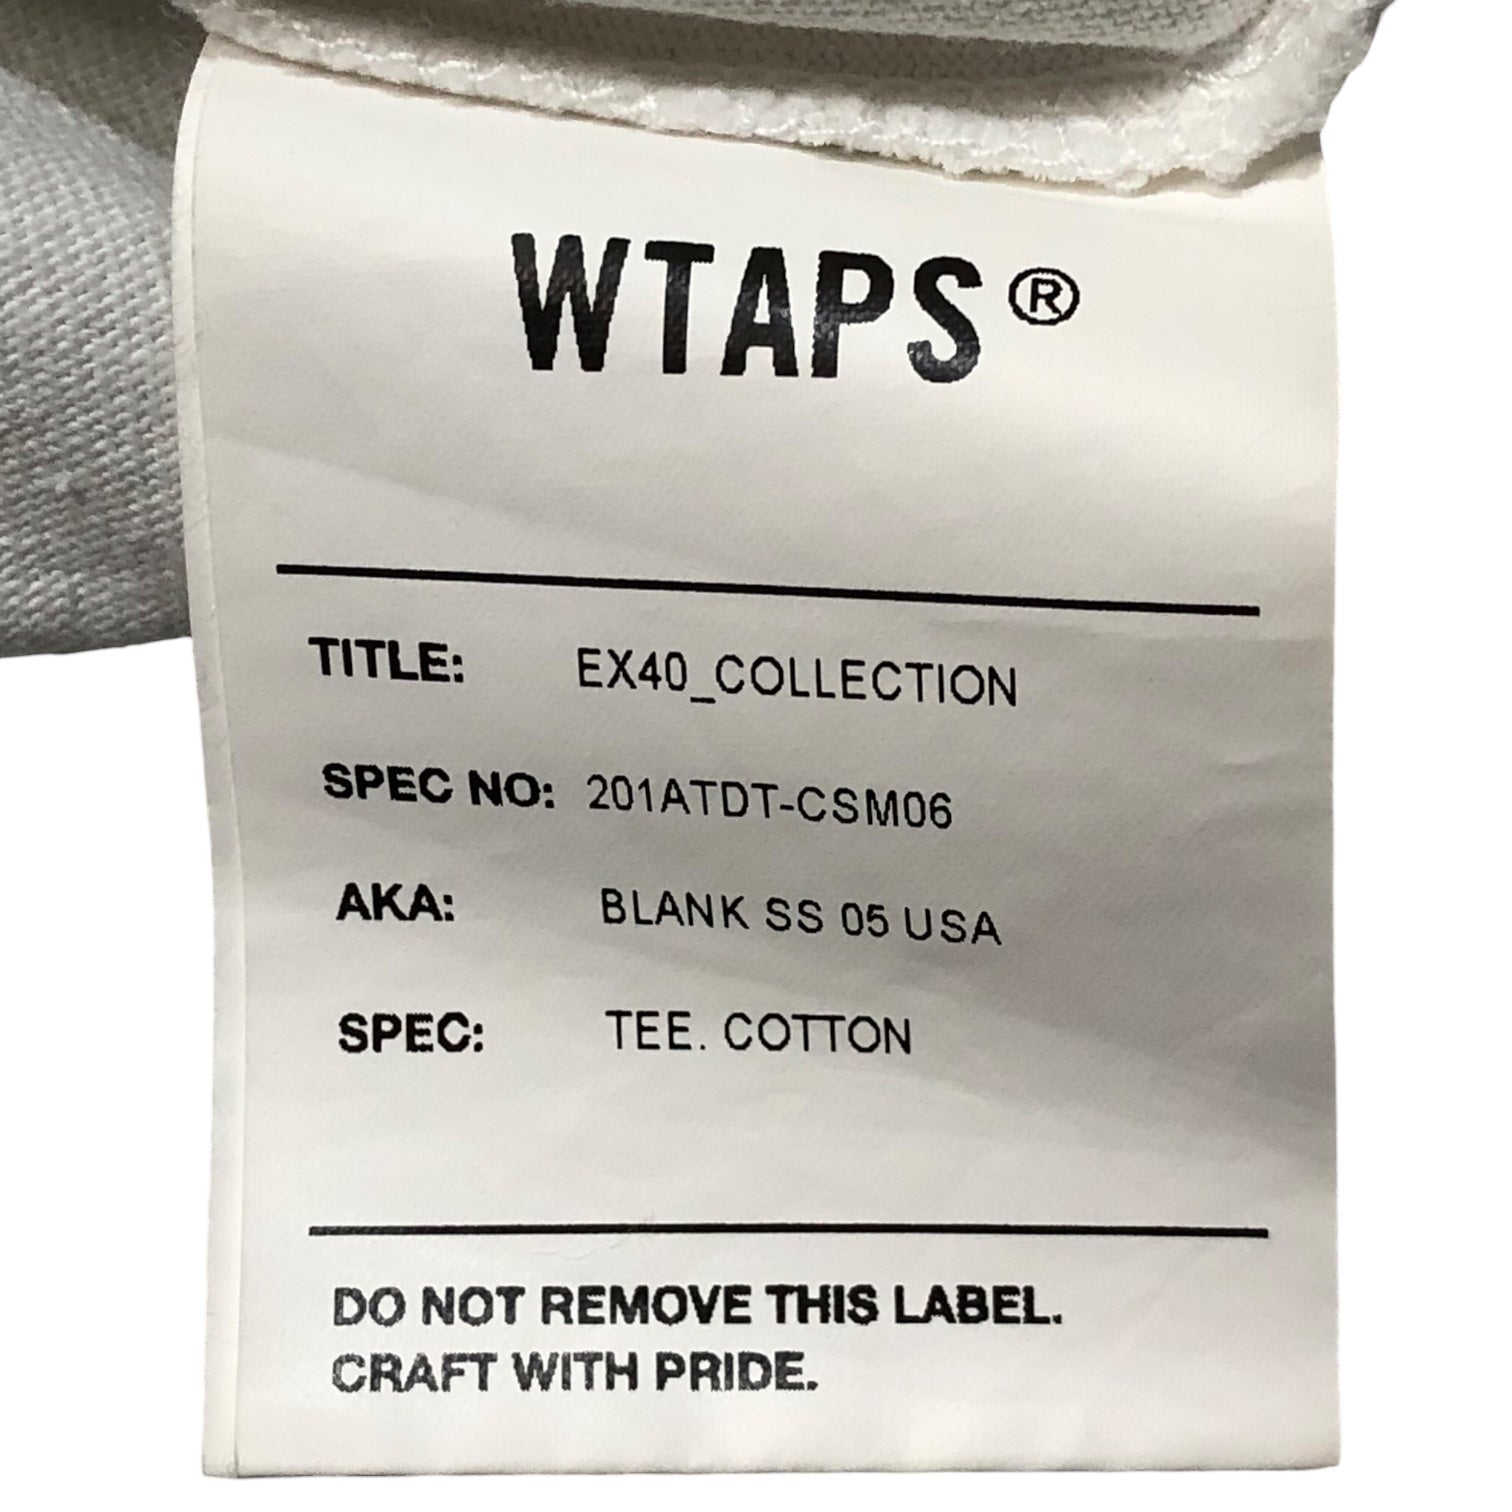 WTAPS®
TITLE: EX40_COLLECTION
SPEC NO: 201ATDT-CSM06
AKA: BLANK SS 05 USA
SPEC: TEE. COTTON
DO NOT REMOVE THIS LABEL.
CRAFT WITH PRIDE.